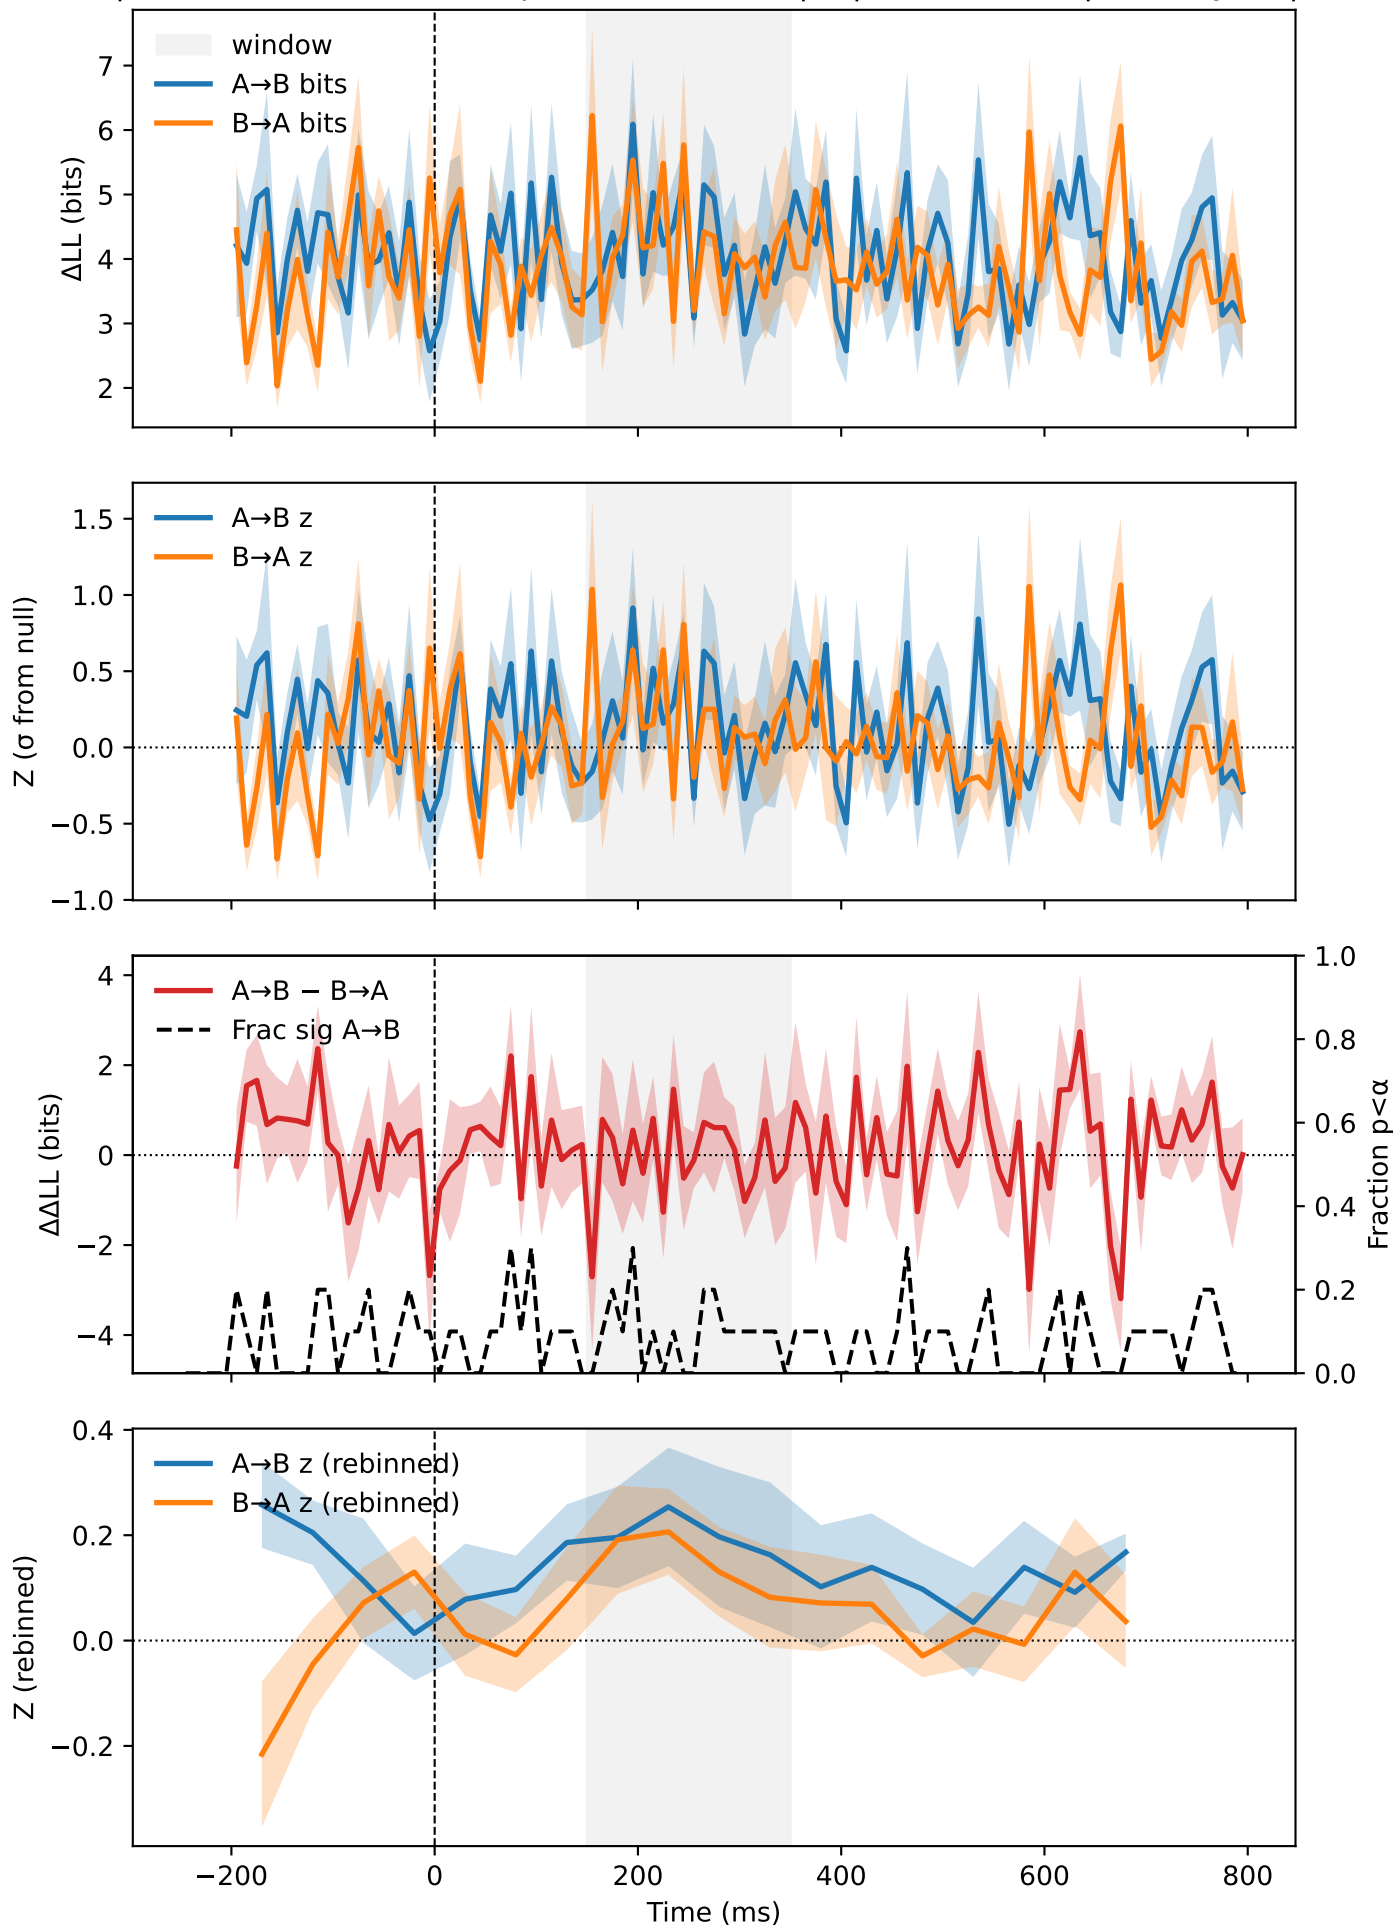 window
A→B bits
B→A bits
ΔLL (bits)
7
6
5
4
3
2
A→B z
B→A z
Z (σ from null)
1.5
1.0
0.5
0.0
−0.5
−1.0
A→B − B→A
Frac sig A→B
ΔΔLL (bits)
4
2
0
−2
−4
1.0
0.8
0.6
0.4
0.2
0.0
Fraction p<α
A→B z (rebinned)
B→A z (rebinned)
Z (rebinned)
0.4
0.2
0.0
−0.2
−200
0
200
400
600
800
Time (ms)